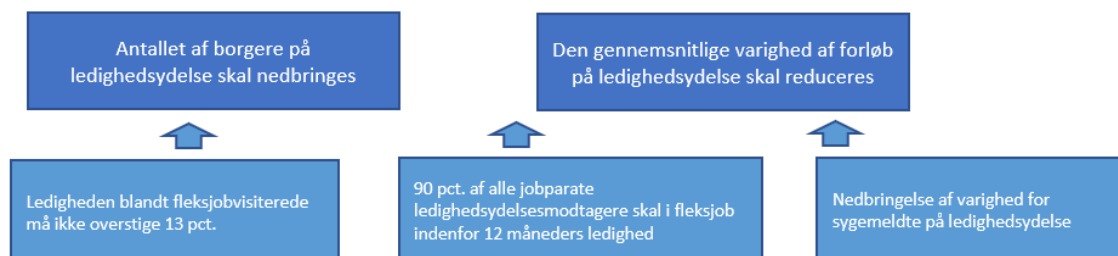 Antallet af borgere på
ledighedsydelse skal nedbringes
Den gennemsnitlige varighed af forløb
på ledighedsydelse skal reduceres
Ledigheden blandt fleksjobvisiterede
må ikke overstige 13 pct.
90 pct. af alle jobparate
ledighedsydelsesmodtagere skal i fleksjob
indenfor 12 måneders ledighed
Nedbringelse af varighed for
sygemeldte på ledighedsydelse